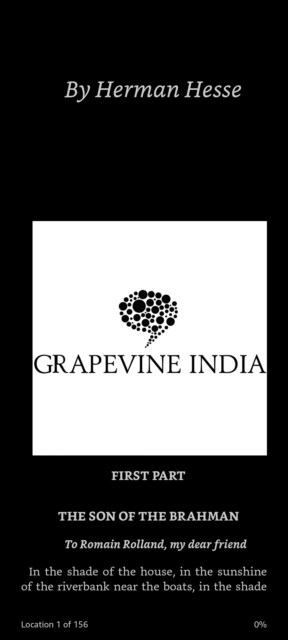 By Herman Hesse
GRAPEVINE INDIA
FIRST PART
THE SON OF THE BRAHMAN
To Romain Rolland, my dear friend
In the shade of the house, in the sunshine
of the riverbank near the boats, in the shade
Location 1 of 156
0%